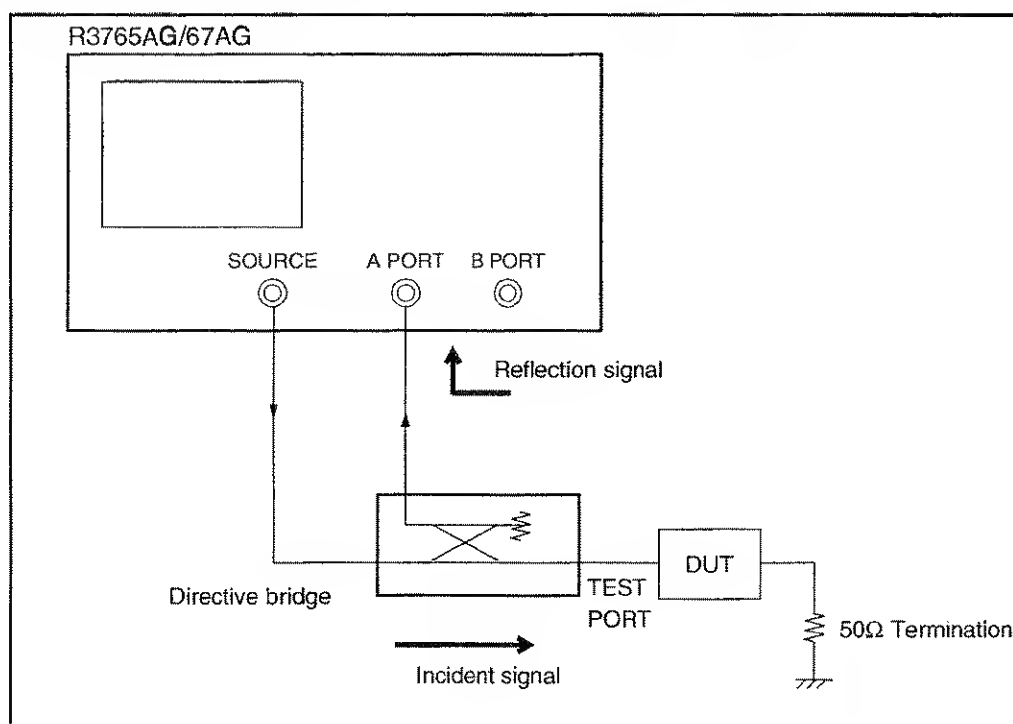 R3765AG/67AG
SOURCE
A PORT
B PORT
Reflection signal
Directive bridge
TEST
PORT
DUT
50Ω Termination
Incident signal